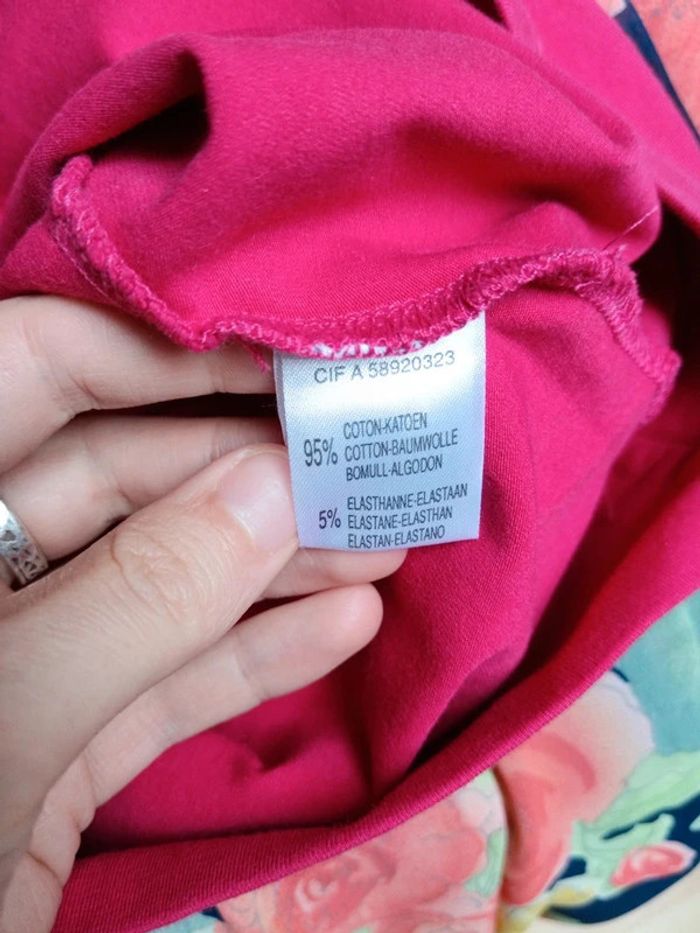 CIF A 58920323
95%
COTON-KATOEN
COTTON-BAUMWOLLE
BOMULL-ALGODON
5%
ELASTHANNE-ELASTAAN
ELASTANE-ELASTHAN
ELASTAN-ELASTANO